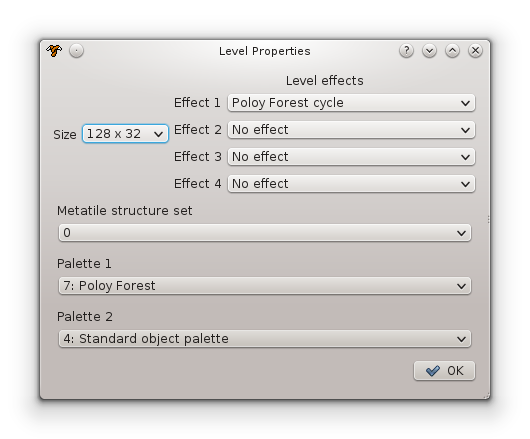 Level Properties
Level effects
Effect 1 Poloy Forest cycle
Size 128 x 32 Effect 2 No effect
Effect 3 No effect
Effect 4 No effect
Metatile structure set
0
Palette 1
7: Poloy Forest
Palette 2
4: Standard object palette
OK